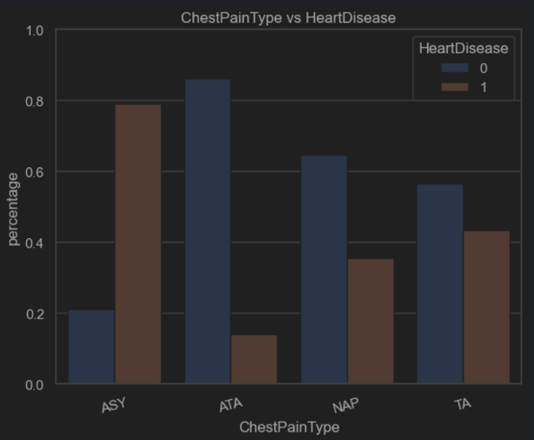 ChestPainType vs HeartDisease
HeartDisease
0
1
percentage
1.0
0.8
0.6
0.4
0.2
0.0
ASY
ATA
NAP
TA
ChestPainType